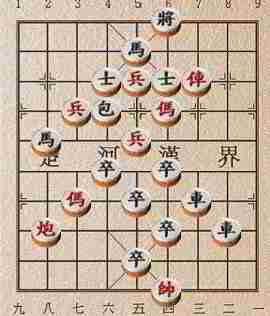 1 2 3 4 5 6 7 8 9
將
馬
士 兵 士 俥
兵 包 傌
馬 兵
楚 河 漢 界
卒 卒
傌 卒 卒 車
炮 卒 車
卒
帥
九 八 七 六 五 四 三 二 一